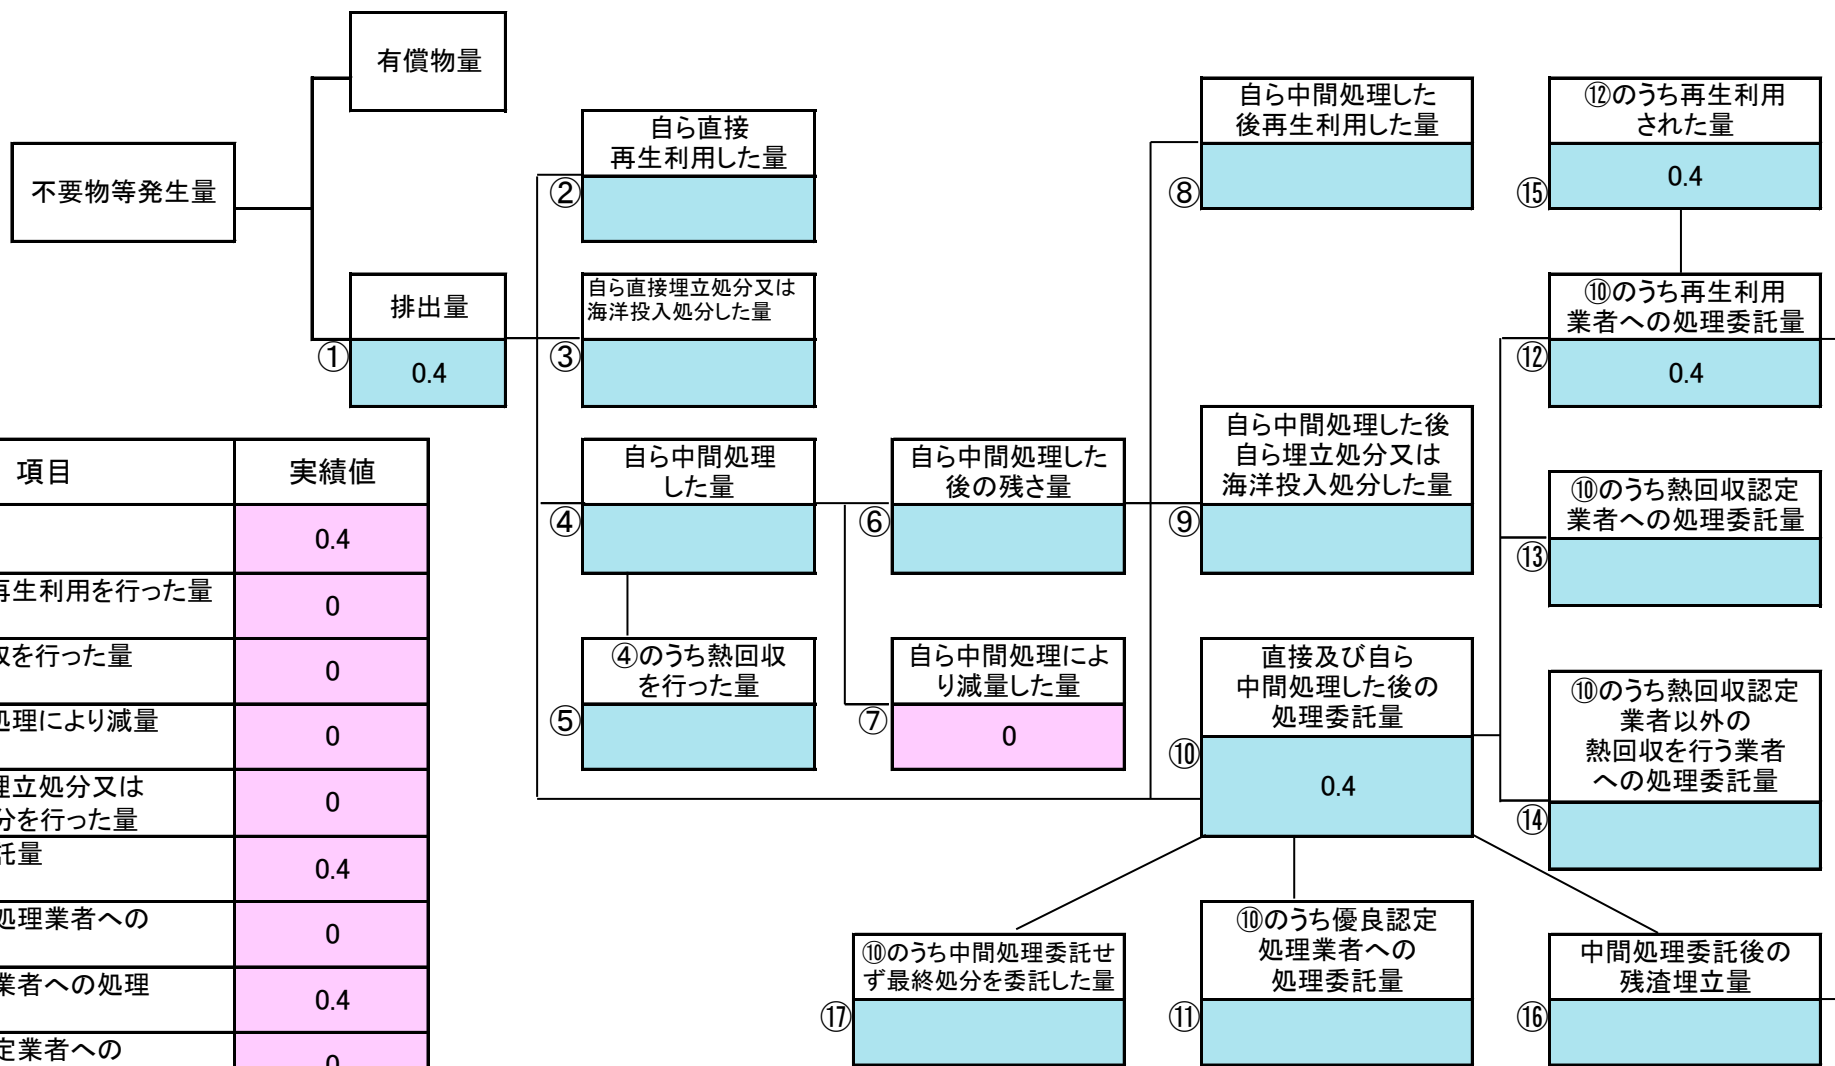 有償物量
不要物等発生量
排出量
①
0.4
自ら直接
再生利用した量
②
自ら直接埋立処分又は
海洋投入処分した量
③
自ら中間処理
した量
④
④のうち熱回収
を行った量
⑤
自ら中間処理した
後の残さ量
⑥
自ら中間処理によ
り減量した量
⑦
0
自ら中間処理した
後再生利用した量
⑧
自ら中間処理した後
自ら埋立処分又は
海洋投入処分した量
⑨
直接及び自ら
中間処理した後の
処理委託量
⑩
0.4
⑫のうち再生利用
された量
⑮
0.4
⑩のうち再生利用
業者への処理委託量
⑫
0.4
⑩のうち熱回収認定
業者への処理委託量
⑬
⑩のうち熱回収認定
業者以外の
熱回収を行う業者
への処理委託量
⑭
⑩のうち中間処理委託せ
ず最終処分を委託した量
⑰
⑩のうち優良認定
処理業者への
処理委託量
⑪
中間処理委託後の
残渣埋立量
⑯
項目
実績値
0.4
再生利用を行った量
0
収を行った量
0
処理により減量
0
埋立処分又は
分を行った量
0
託量
0.4
処理業者への
0
業者への処理
0.4
定業者への
0